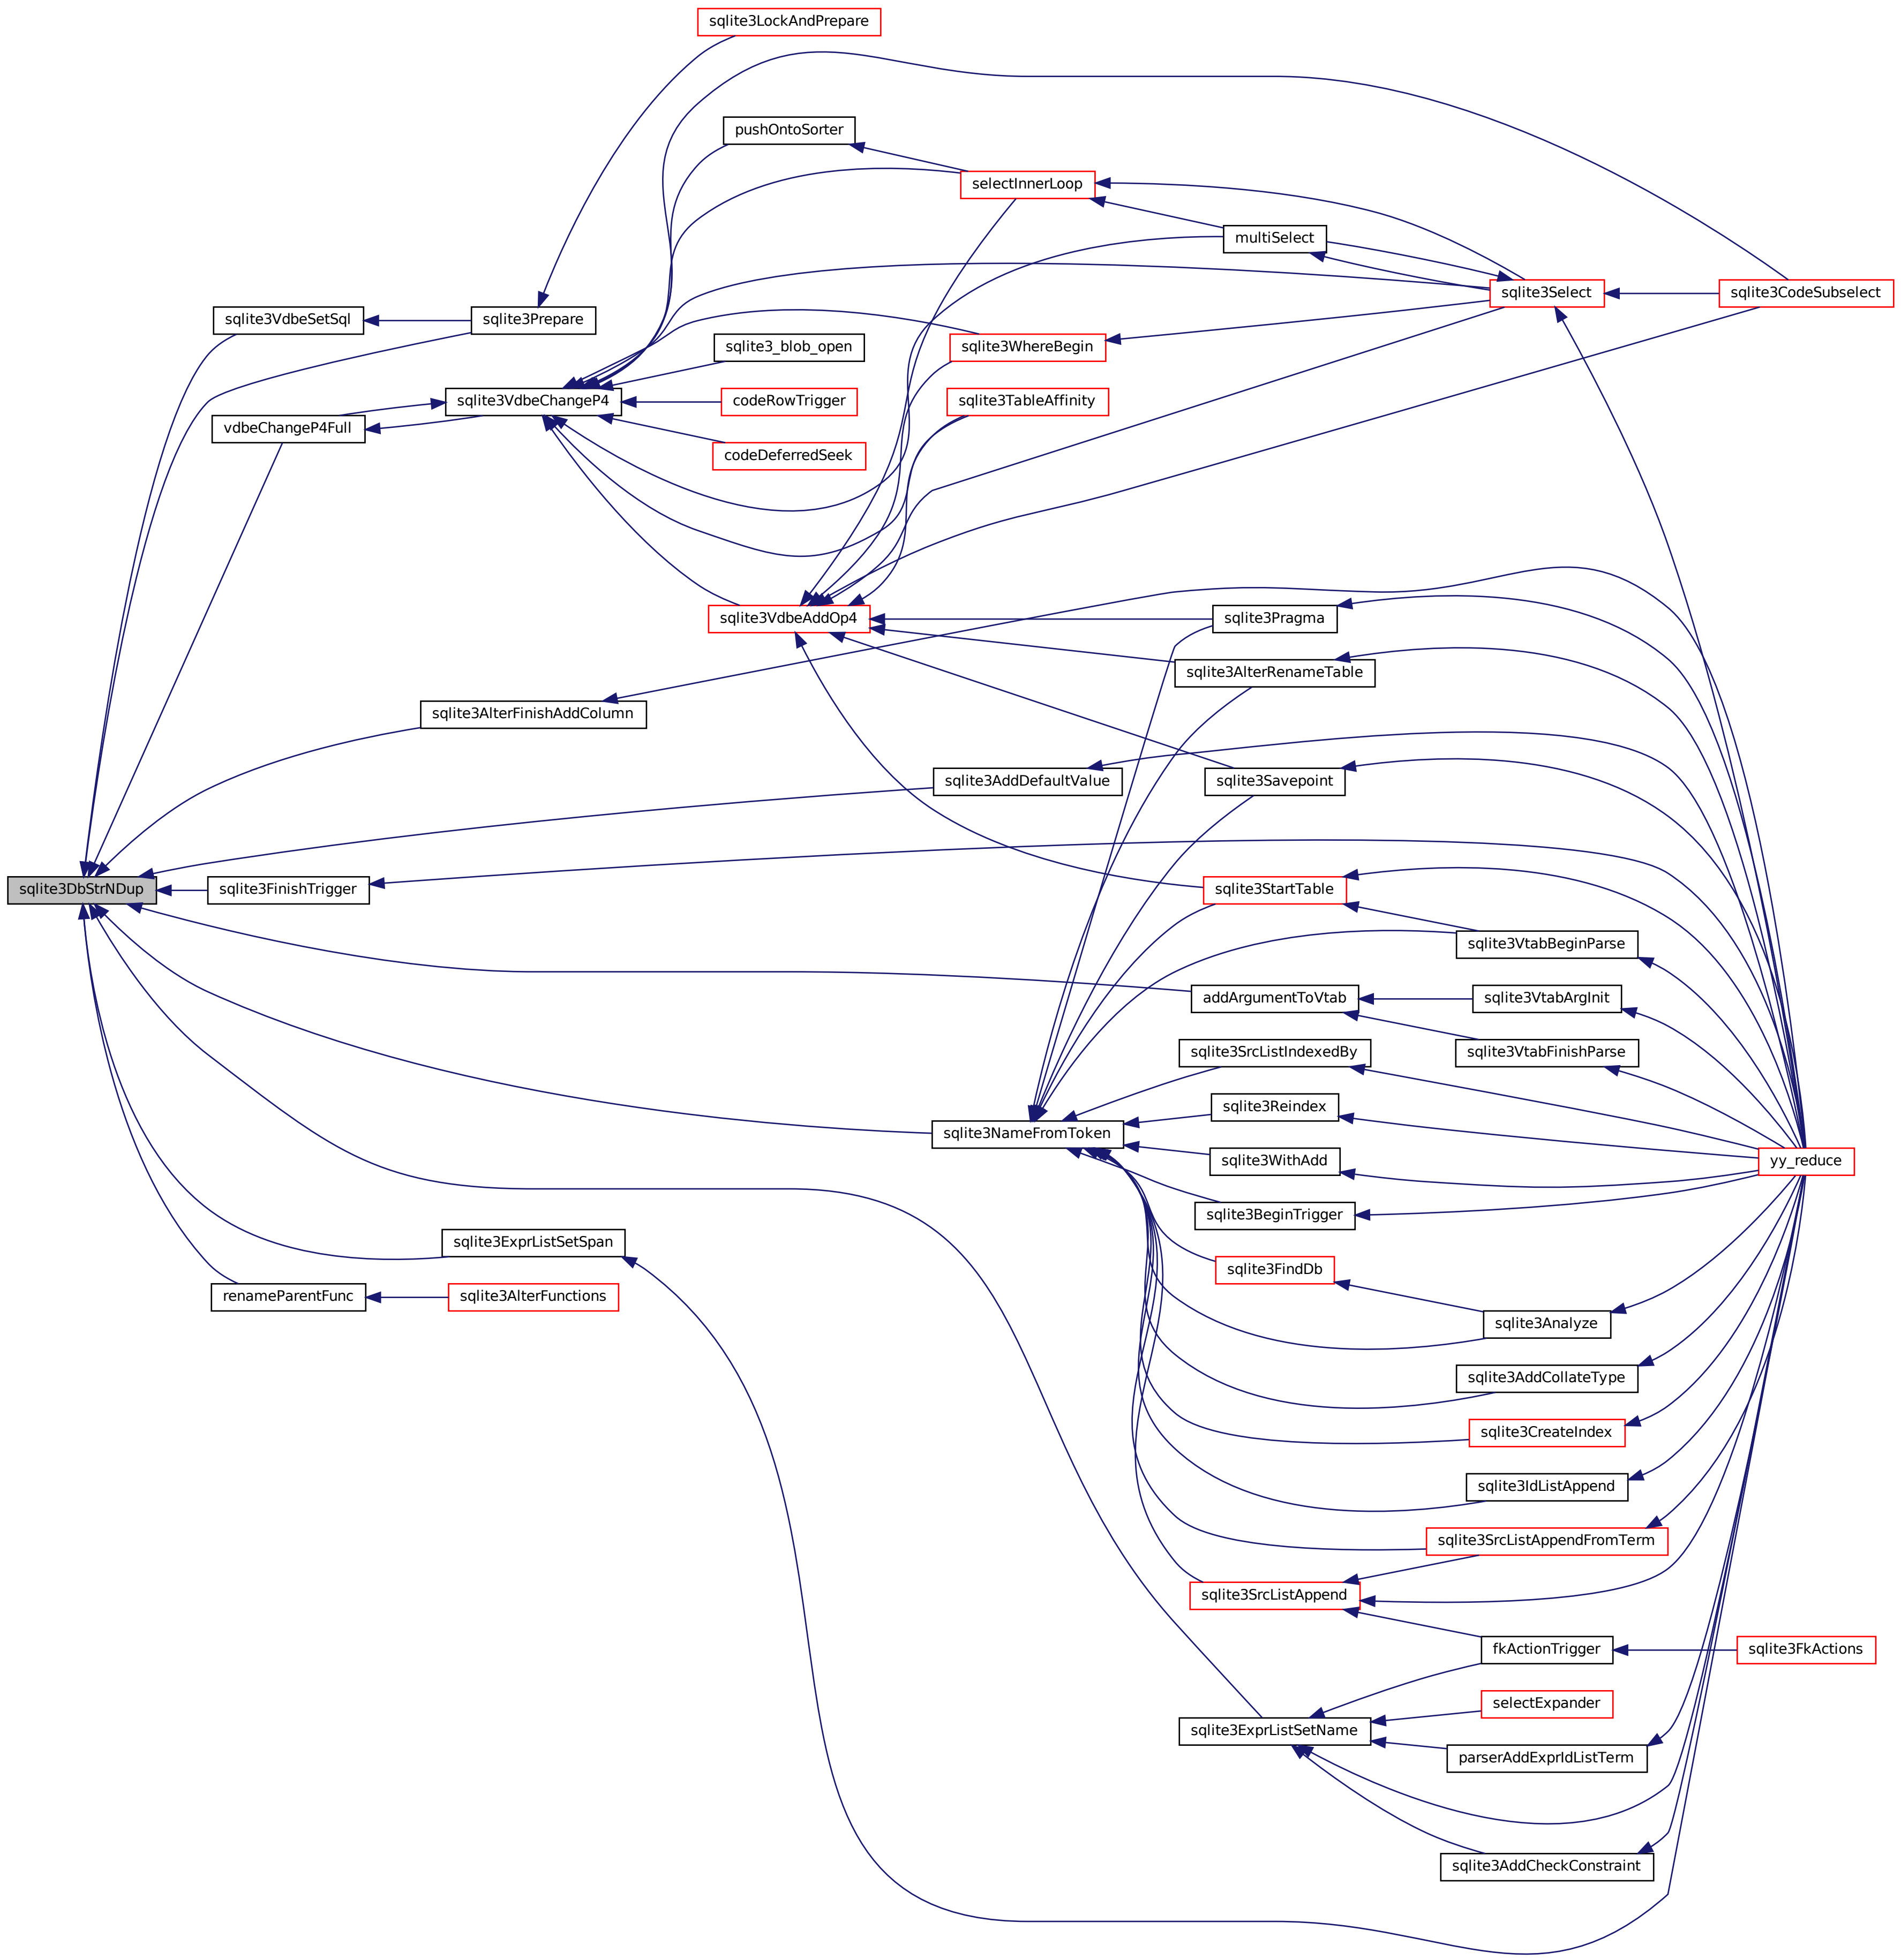 sqlite3LockAndPrepare
pushOntoSorter
selectInnerLoop
multiSelect
sqlite3Select
sqlite3CodeSubselect
sqlite3VdbeSetSql
sqlite3Prepare
sqlite3WhereBegin
sqlite3_blob_open
sqlite3VdbeChangeP4
codeRowTrigger
sqlite3TableAffinity
vdbeChangeP4Full
codeDeferredSeek
sqlite3VdbeAddOp4
sqlite3Pragma
sqlite3AlterRenameTable
sqlite3AlterFinishAddColumn
sqlite3AddDefaultValue
sqlite3Savepoint
sqlite3DbStrNDup
sqlite3FinishTrigger
sqlite3StartTable
sqlite3VtabBeginParse
addArgumentToVtab
sqlite3VtabArgInit
sqlite3SrcListIndexedBy
sqlite3VtabFinishParse
sqlite3Reindex
sqlite3NameFromToken
sqlite3WithAdd
yy_reduce
sqlite3BeginTrigger
sqlite3ExprListSetSpan
sqlite3FindDb
renameParentFunc
sqlite3AlterFunctions
sqlite3Analyze
sqlite3AddCollateType
sqlite3CreateIndex
sqlite3IdListAppend
sqlite3SrcListAppendFromTerm
sqlite3SrcListAppend
fkActionTrigger
sqlite3FkActions
selectExpander
sqlite3ExprListSetName
parserAddExprIdListTerm
sqlite3AddCheckConstraint